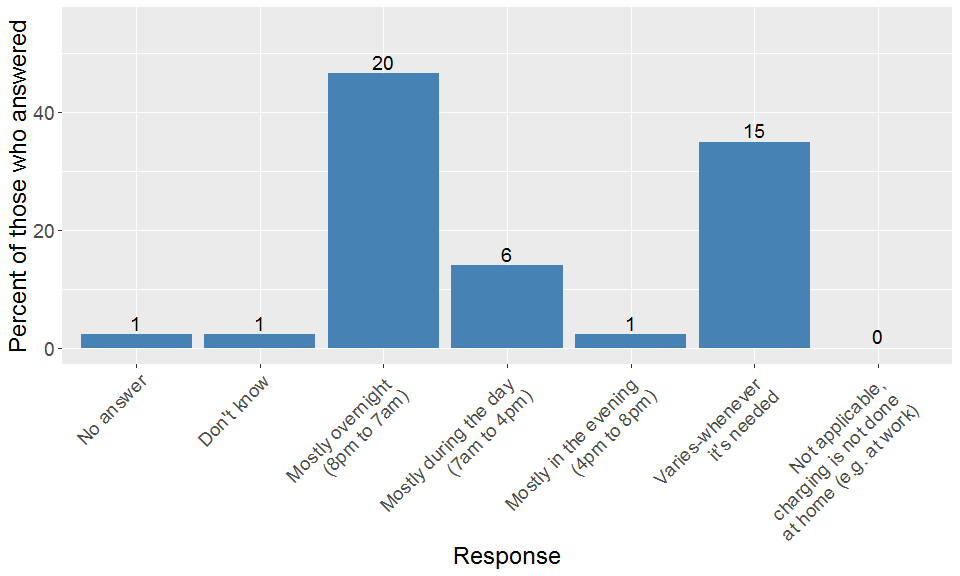 Percent of those who answered
40
20
0
1
1
20
6
1
15
0
No answer
Don't know
Mostly overnight
(8pm to 7am)
Mostly during the day
(7am to 4pm)
Mostly in the evening
(4pm to 8pm)
Varies-whenever
it's needed
Not applicable,
charging is not done
at home (e.g. at work)
Response